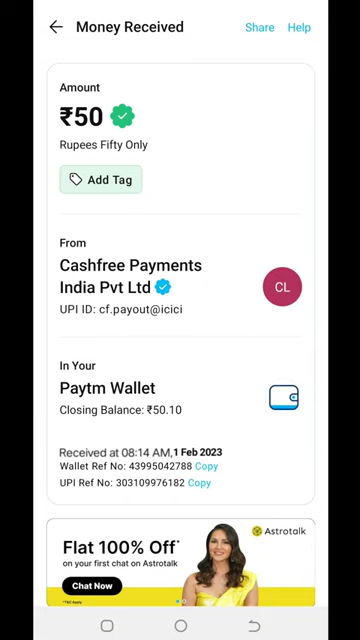 Money Received
Share
Help
Amount
₹50
Rupees Fifty Only
Add Tag
From
Cashfree Payments
India Pvt Ltd
CL
UPI ID: cf.payout@icici
In Your
Paytm Wallet
Closing Balance: ₹50.10
Received at 08:14 AM,1 Feb 2023
Wallet Ref No: 43995042788 Copy
UPI Ref No: 303109976182 Copy
Astrotalk
Flat 100% Off*
on your first chat on Astrotalk
Chat Now
*T&C Apply